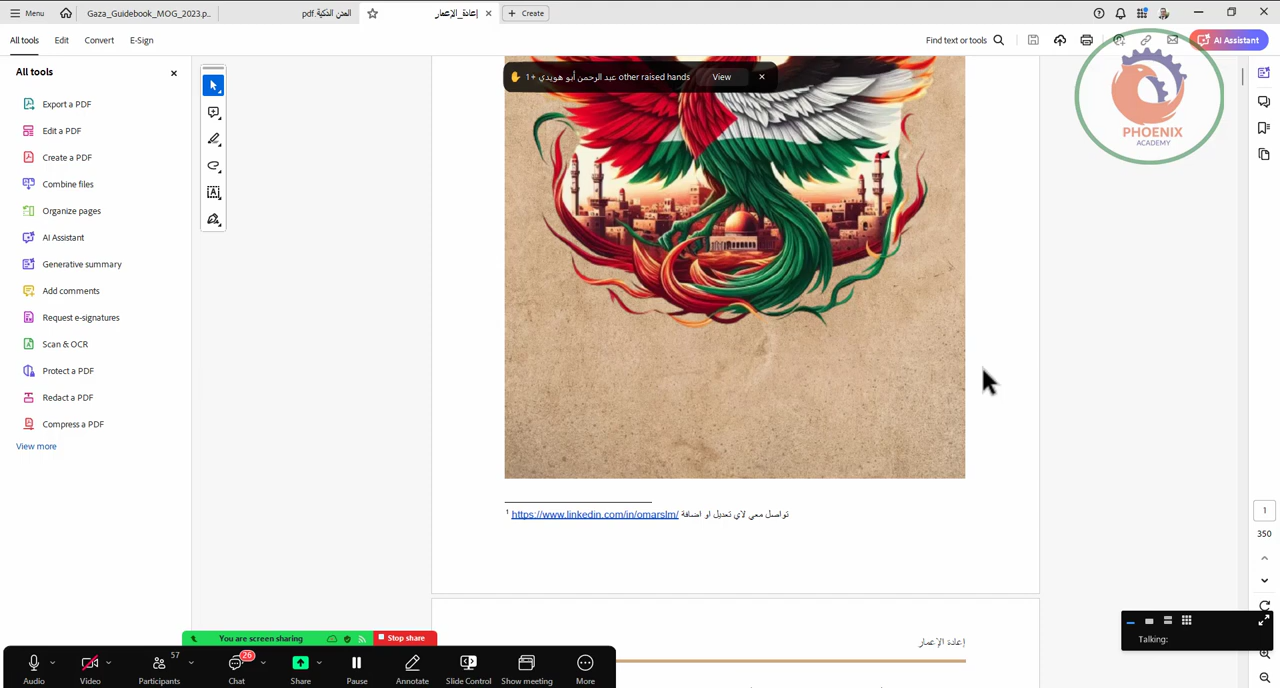 Menu
Gaza_Guidebook_MOG_2023.p...
المدن الذكية.pdf
إعادة_الإعمار
Create
All tools
Edit
Convert
E-Sign
Find text or tools
AI Assistant
All tools
عبد الرحمن أبو هويدي +1 other raised hands
View
PHOENIX
ACADEMY
Export a PDF
Edit a PDF
Create a PDF
Combine files
Organize pages
AI Assistant
Generative summary
Add comments
Request e-signatures
Scan & OCR
Protect a PDF
Redact a PDF
Compress a PDF
View more
1 https://www.linkedin.com/in/omarslm/ تواصل معي لاي تعديل او اضافة
1
350
إعادة الإعمار
Talking:
You are screen sharing
Stop share
57
26
Audio
Video
Participants
Chat
Share
Pause
Annotate
Slide Control
Show meeting
More